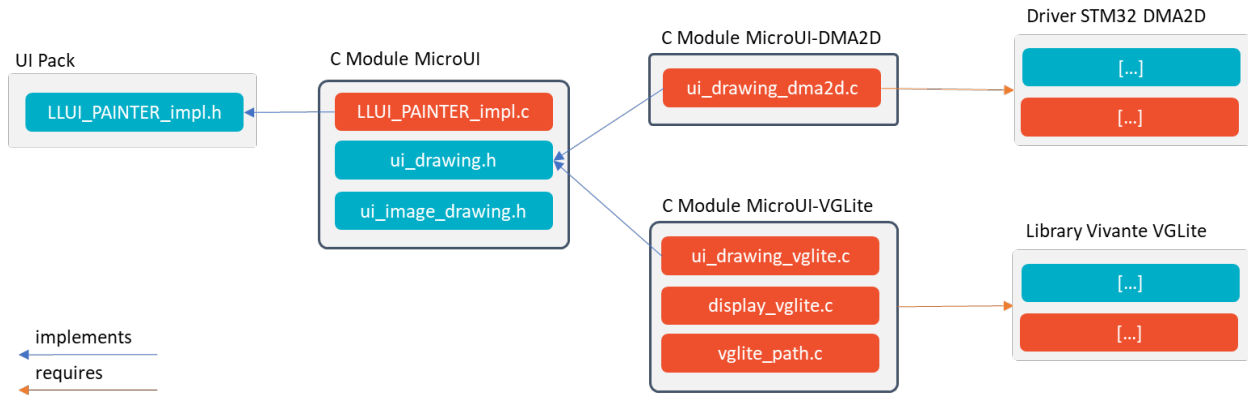 UI Pack
LLUI_PAINTER_impl.h
C Module MicroUI
LLUI_PAINTER_impl.c
ui_drawing.h
ui_image_drawing.h
C Module MicroUI-DMA2D
ui_drawing_dma2d.c
Driver STM32 DMA2D
[...]
[...]
C Module MicroUI-VGLite
ui_drawing_vglite.c
display_vglite.c
vglite_path.c
Library Vivante VGLite
[...]
[...]
implements
requires